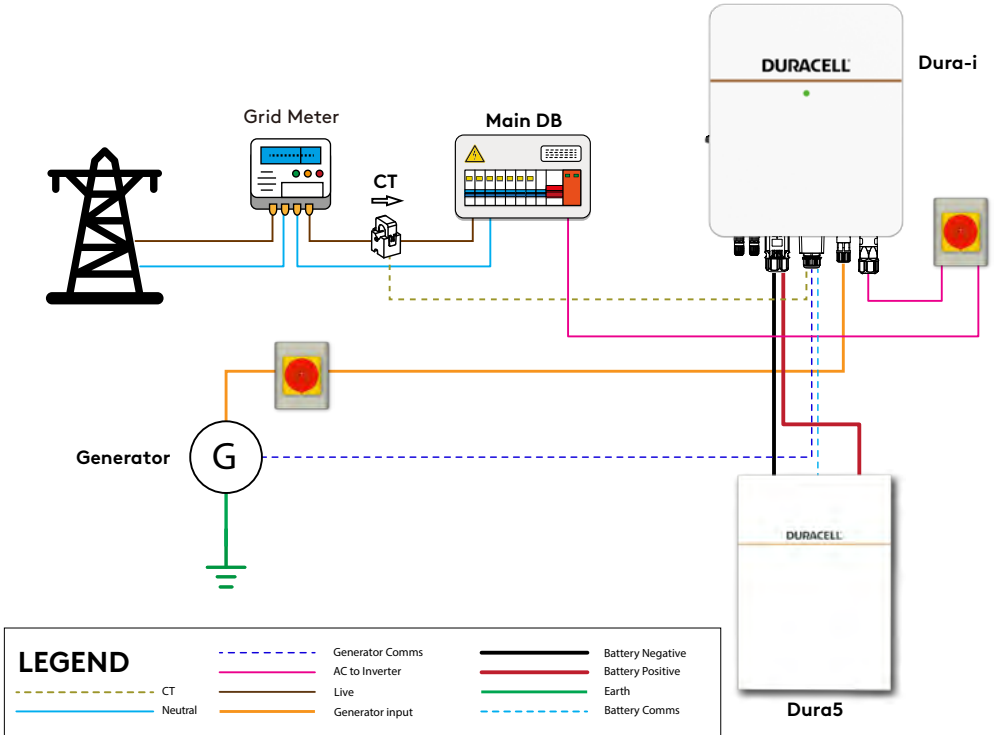 DURACELL
Dura-i
Grid Meter
Main DB
CT
Generator
G
DURACELL
Dura5
LEGEND
CT
Neutral
Generator Comms
AC to Inverter
Live
Generator input
Battery Negative
Battery Positive
Earth
Battery Comms